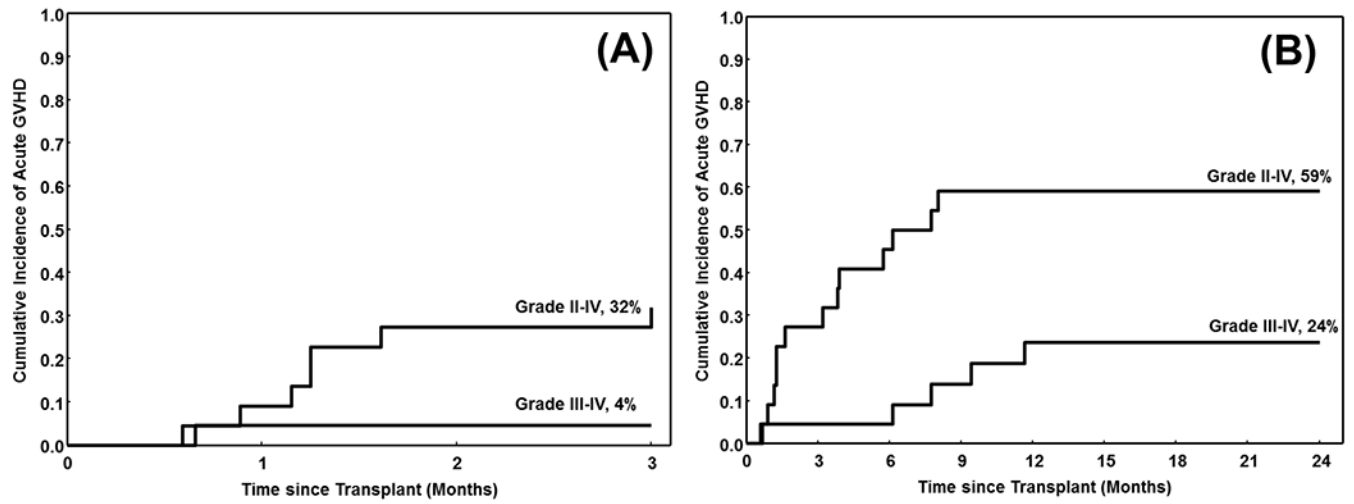 (A)
Cumulative Incidence of Acute GVHD
1.0
0.9
0.8
0.7
0.6
0.5
0.4
0.3
0.2
0.1
0.0
Grade II-IV, 32%
Grade III-IV, 4%
0 1 2 3
Time since Transplant (Months)
(B)
Cumulative Incidence of Acute GVHD
1.0
0.9
0.8
0.7
0.6
0.5
0.4
0.3
0.2
0.1
0.0
Grade II-IV, 59%
Grade III-IV, 24%
0 3 6 9 12 15 18 21 24
Time since Transplant (Months)